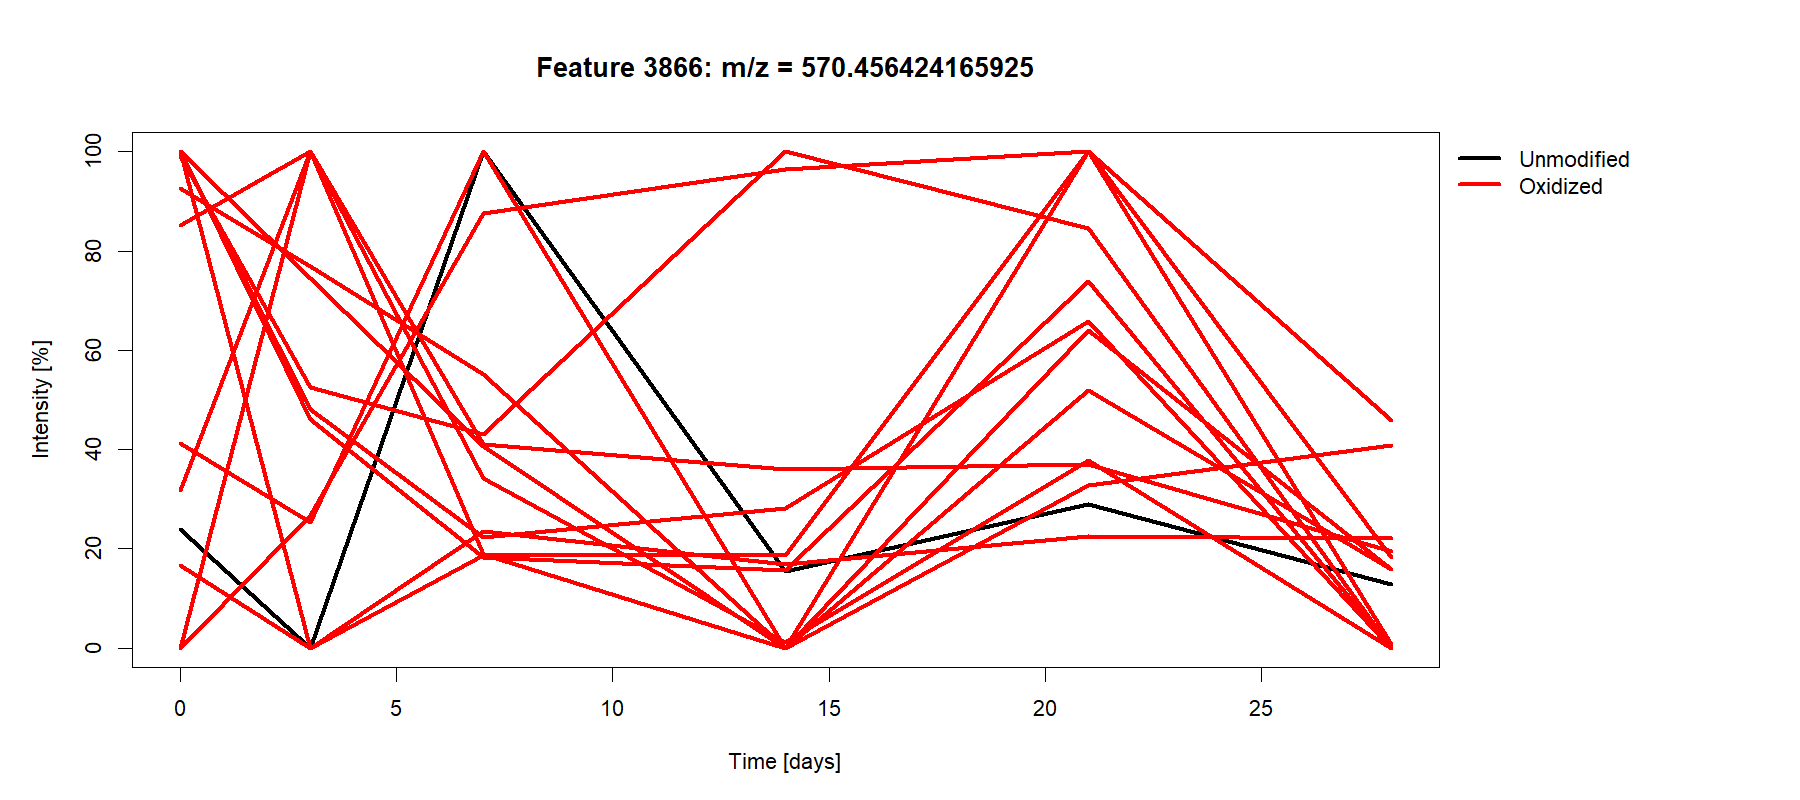 Feature 3866: m/z = 570.456424165925
Unmodified
Oxidized
Intensity [%]
100
80
60
40
20
0
0 5 10 15 20 25
Time [days]